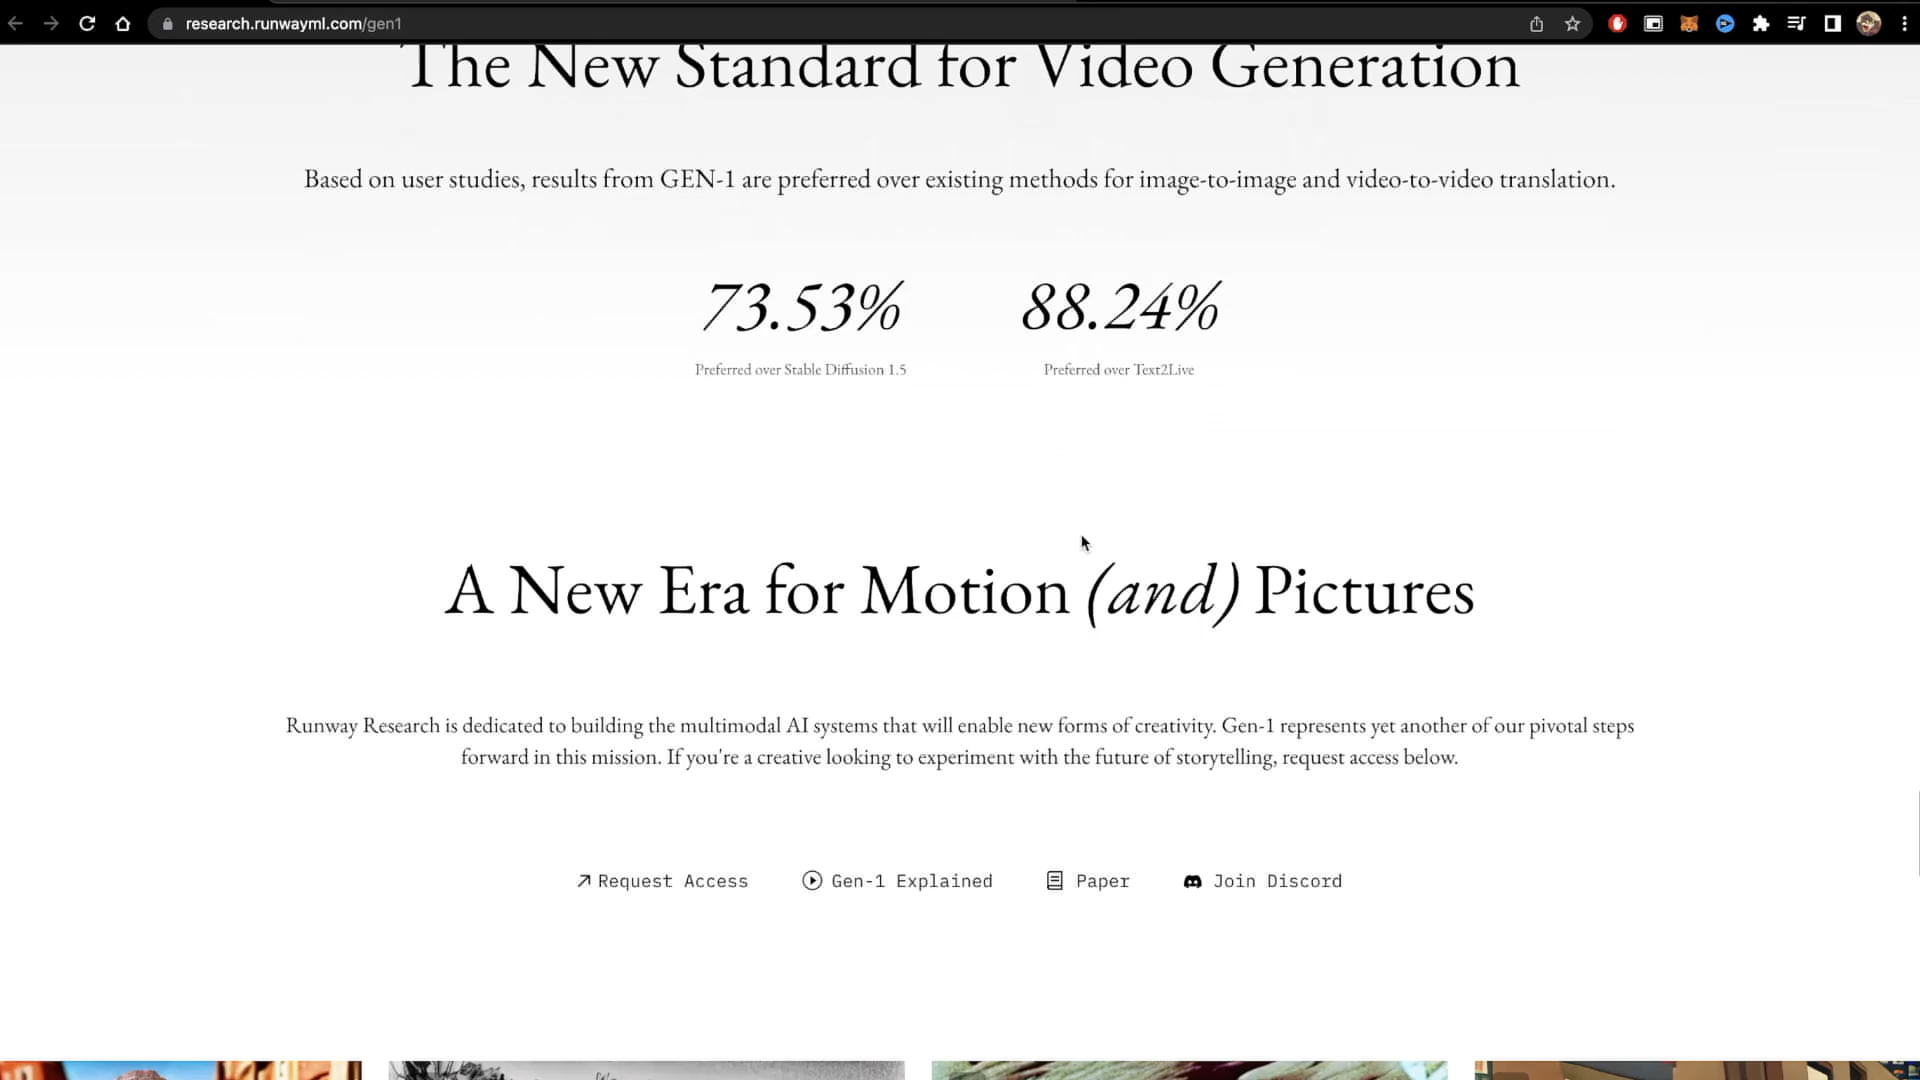 research.runwayml.com/gen1
The New Standard for Video Generation
Based on user studies, results from GEN-1 are preferred over existing methods for image-to-image and video-to-video translation.
73.53% 88.24%
Preferred over Stable Diffusion 1.5 Preferred over Text2Live
A New Era for Motion (and) Pictures
Runway Research is dedicated to building the multimodal AI systems that will enable new forms of creativity. Gen-1 represents yet another of our pivotal steps
forward in this mission. If you're a creative looking to experiment with the future of storytelling, request access below.
Request Access Gen-1 Explained Paper Join Discord